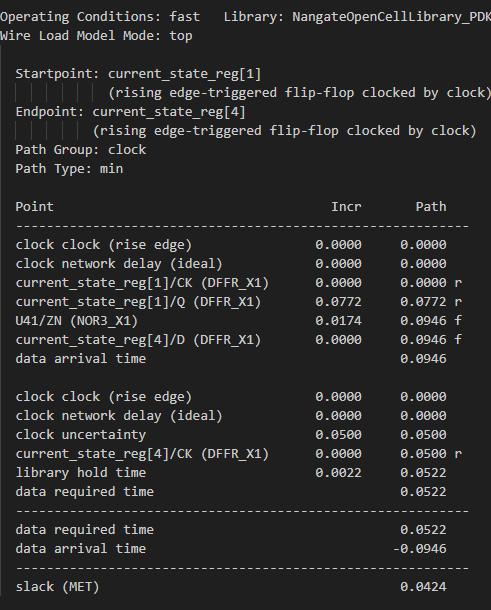 Operating Conditions: fast   Library: NangateOpenCellLibrary_PDK
Wire Load Model Mode: top
Startpoint: current_state_reg[1]
(rising edge-triggered flip-flop clocked by clock)
Endpoint: current_state_reg[4]
(rising edge-triggered flip-flop clocked by clock)
Path Group: clock
Path Type: min
Point                                    Incr       Path
-----------------------------------------------------------
clock clock (rise edge)                0.0000     0.0000
clock network delay (ideal)            0.0000     0.0000
current_state_reg[1]/CK (DFFR_X1)      0.0000     0.0000 r
current_state_reg[1]/Q (DFFR_X1)       0.0772     0.0772 r
U41/ZN (NOR3_X1)                       0.0174     0.0946 f
current_state_reg[4]/D (DFFR_X1)       0.0000     0.0946 f
data arrival time                                 0.0946
clock clock (rise edge)                0.0000     0.0000
clock network delay (ideal)            0.0000     0.0000
clock uncertainty                      0.0500     0.0500
current_state_reg[4]/CK (DFFR_X1)      0.0000     0.0500 r
library hold time                      0.0022     0.0522
data required time                                0.0522
-----------------------------------------------------------
data required time                                0.0522
data arrival time                                -0.0946
-----------------------------------------------------------
slack (MET)                                       0.0424